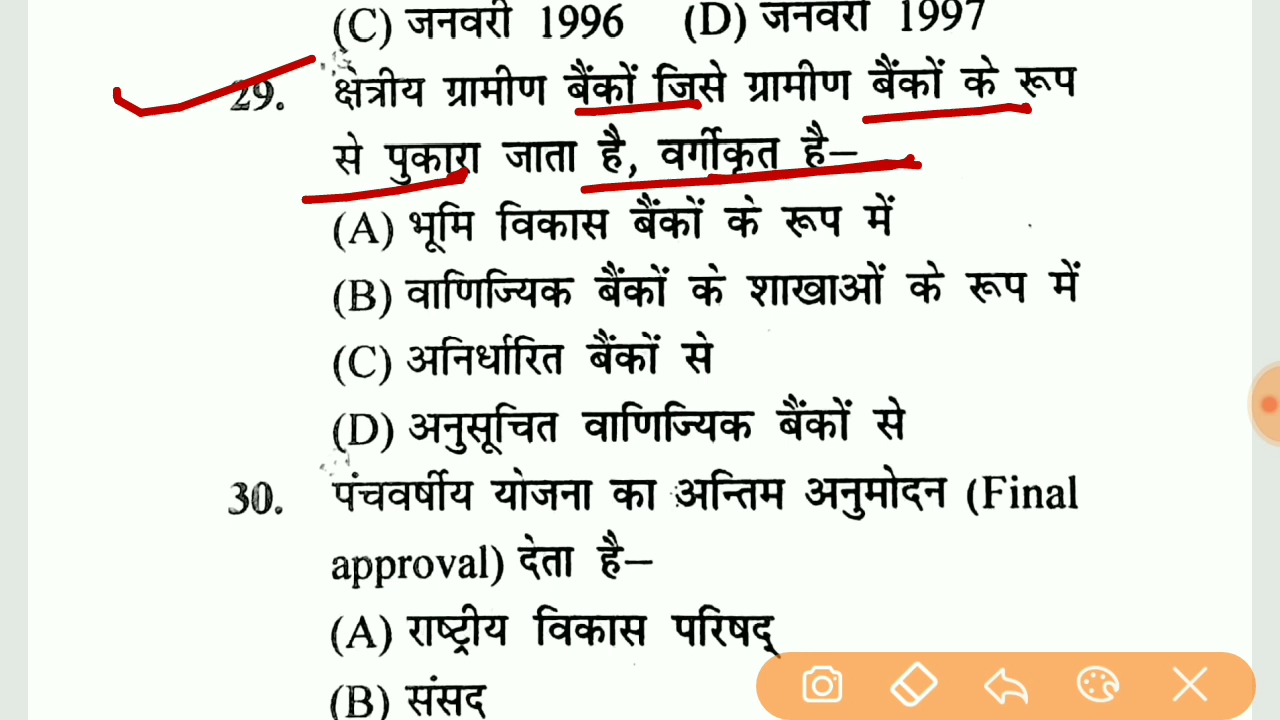 (C) जनवरी 1996 (D) जनवरी 1997
29. क्षेत्रीय ग्रामीण बैंकों जिसे ग्रामीण बैंकों के रूप
से पुकारा जाता है, वर्गीकृत है–
(A) भूमि विकास बैंकों के रूप में
(B) वाणिज्यिक बैंकों के शाखाओं के रूप में
(C) अनिर्धारित बैंकों से
(D) अनुसूचित वाणिज्यिक बैंकों से
30. पंचवर्षीय योजना का अन्तिम अनुमोदन (Final
approval) देता है–
(A) राष्ट्रीय विकास परिषद्
(B) संसद